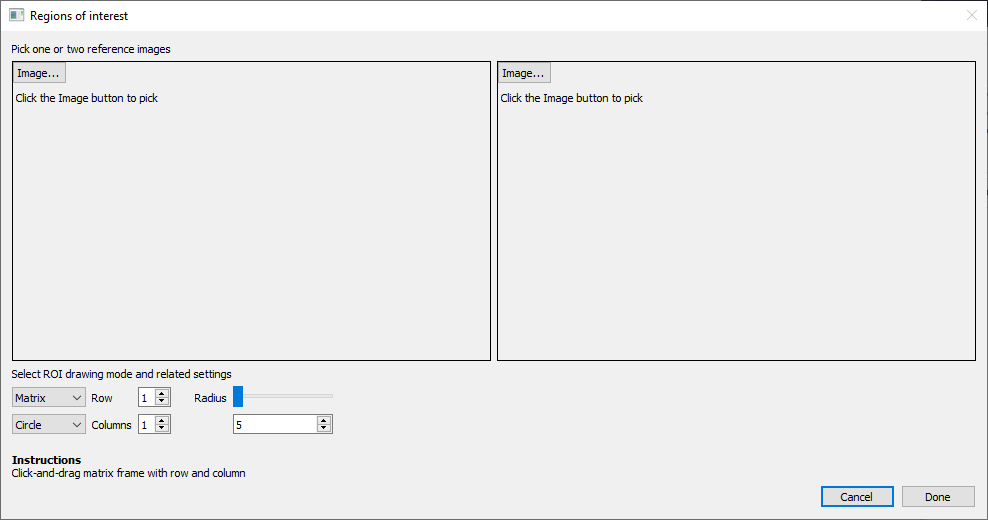 Regions of interest
Pick one or two reference images
Image... Image...
Click the Image button to pick Click the Image button to pick
Select ROI drawing mode and related settings
Matrix Row 1 Radius
Circle Columns 1 5
Instructions
Click-and-drag matrix frame with row and column
Cancel Done